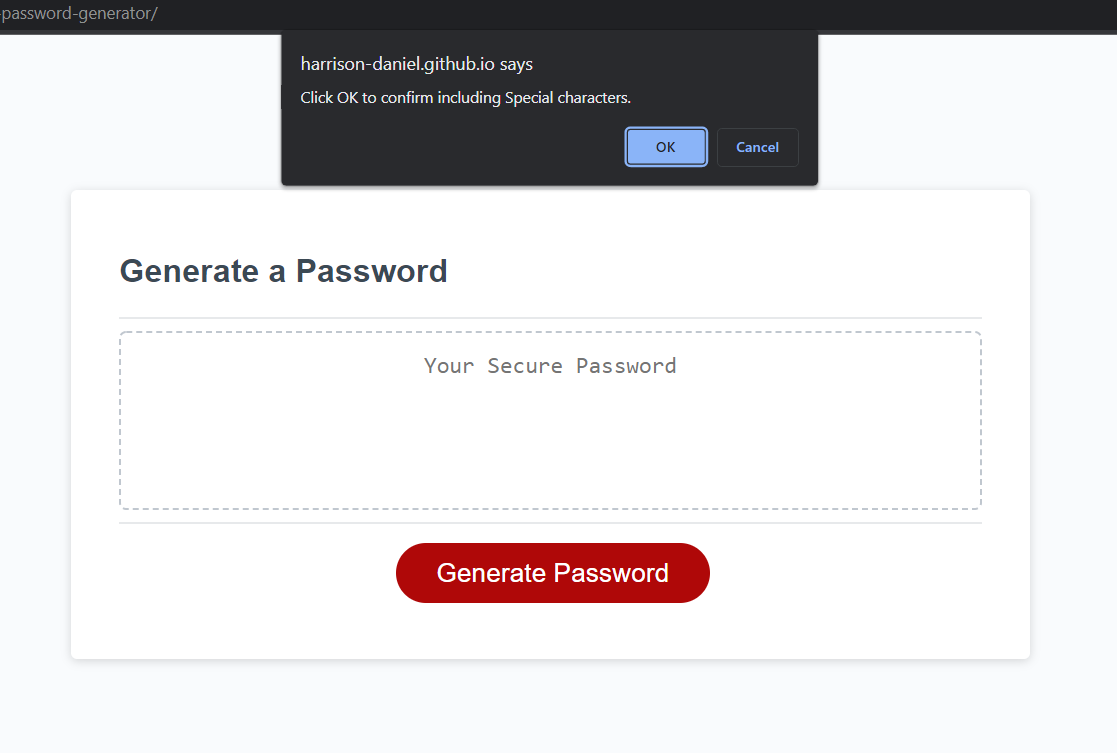 -password-generator/
harrison-daniel.github.io says
Click OK to confirm including Special characters.
OK
Cancel
Generate a Password
Your Secure Password
Generate Password